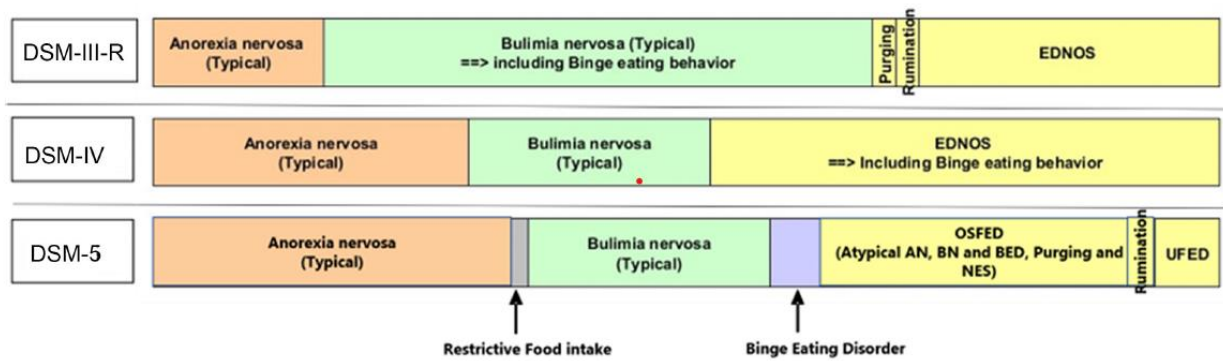 DSM-III-R
Anorexia nervosa
(Typical)
Bulimia nervosa (Typical)
==> including Binge eating behavior
Purging
Rumination
EDNOS
DSM-IV
Anorexia nervosa
(Typical)
Bulimia nervosa
(Typical)
EDNOS
==> Including Binge eating behavior
DSM-5
Anorexia nervosa
(Typical)
Bulimia nervosa
(Typical)
OSFED
(Atypical AN, BN and BED, Purging and
NES)
Rumination
UFED
Restrictive Food intake
Binge Eating Disorder